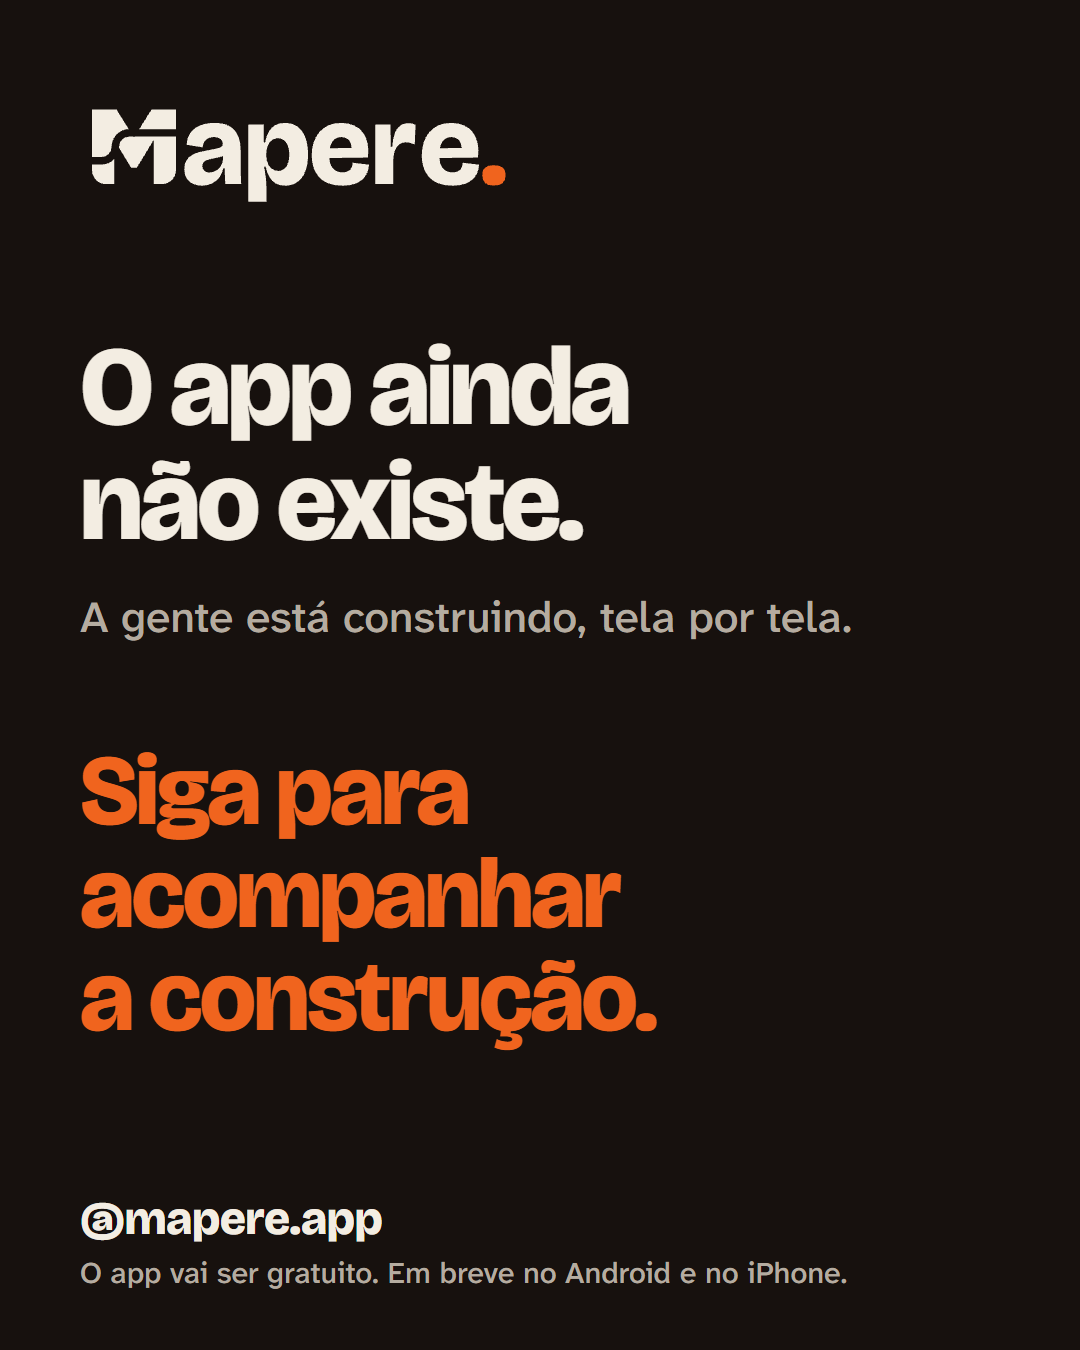 Mapere.
O app ainda
não existe.
A gente está construindo, tela por tela.
Siga para
acompanhar
a construção.
@mapere.app
O app vai ser gratuito. Em breve no Android e no iPhone.